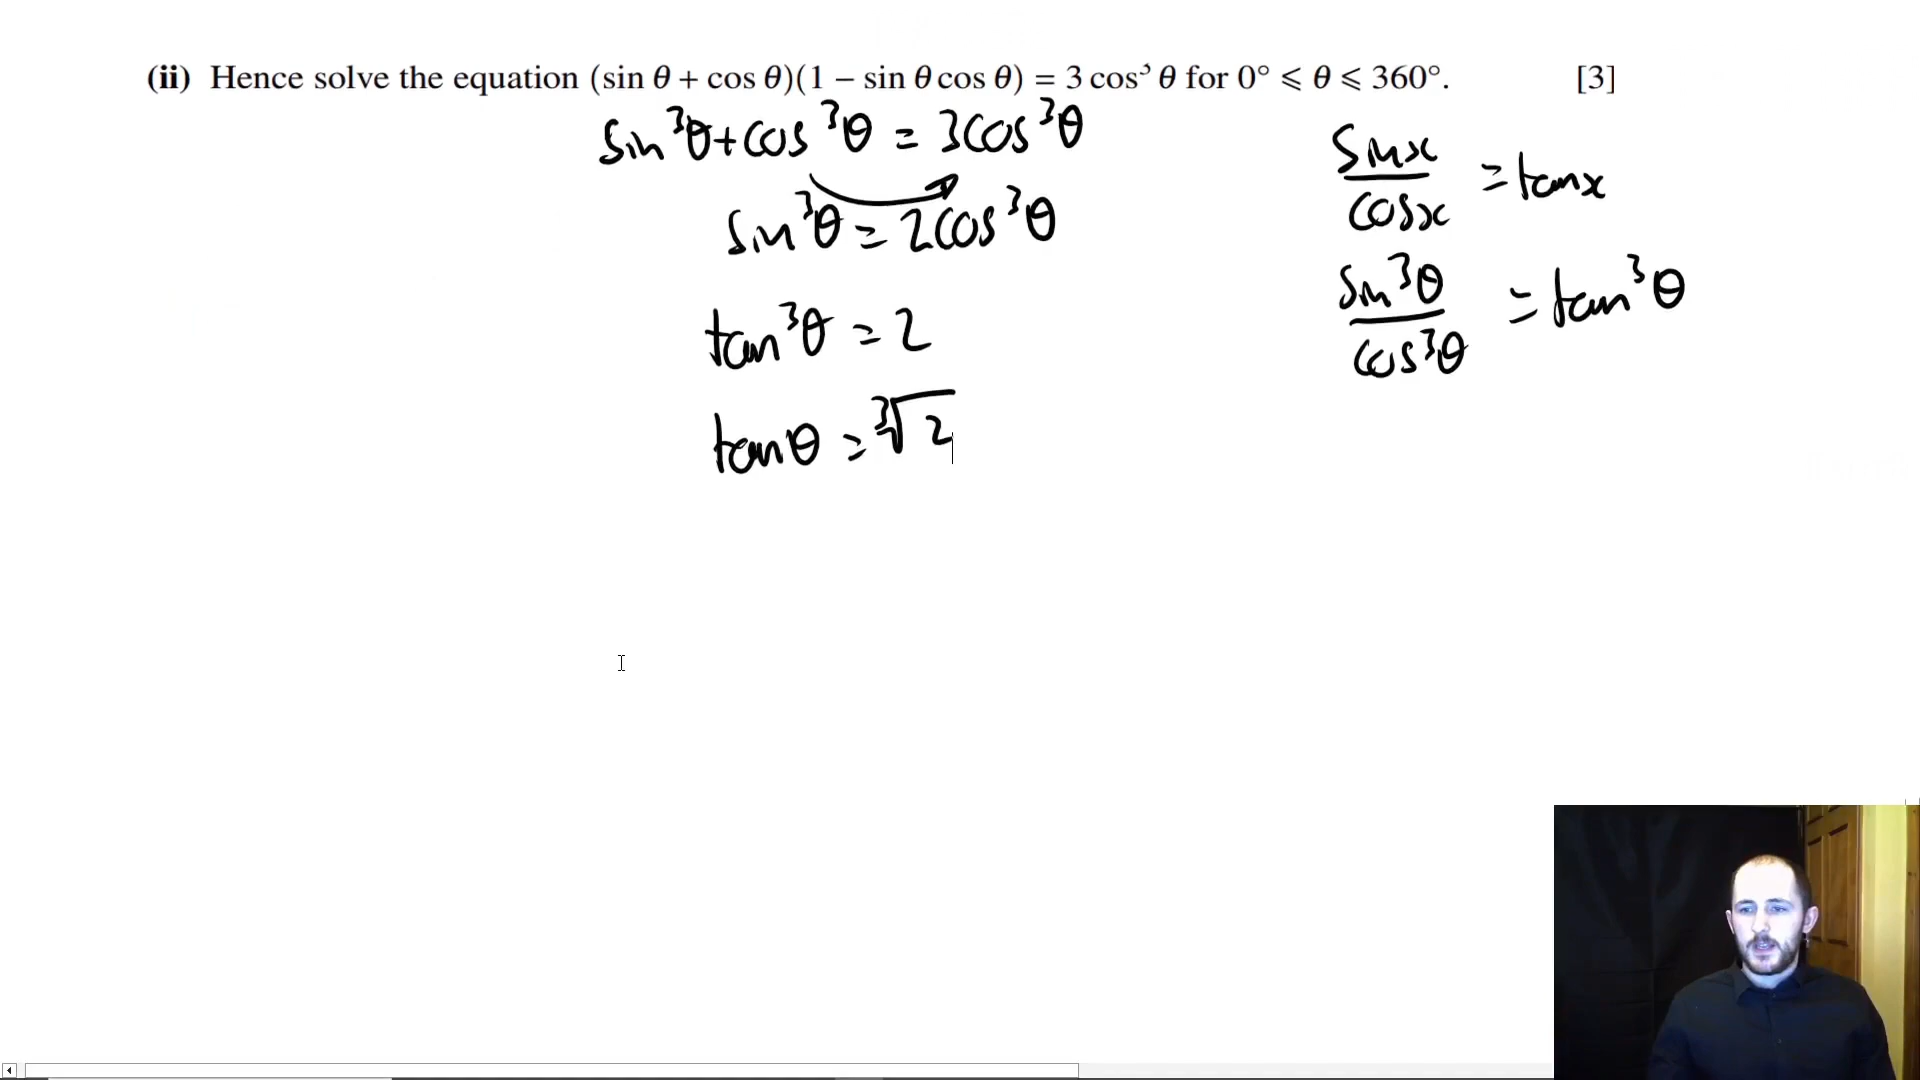 (ii) Hence solve the equation (sin θ + cos θ)(1 − sin θ cos θ) = 3 cos³ θ for 0° ⩽ θ ⩽ 360°. [3]
sin³θ + cos³θ = 3cos³θ
sin³θ = 2cos³θ
tan³θ = 2
tanθ = ∛2
sinx/cosx = tanx
sin³θ/cos³θ = tan³θ